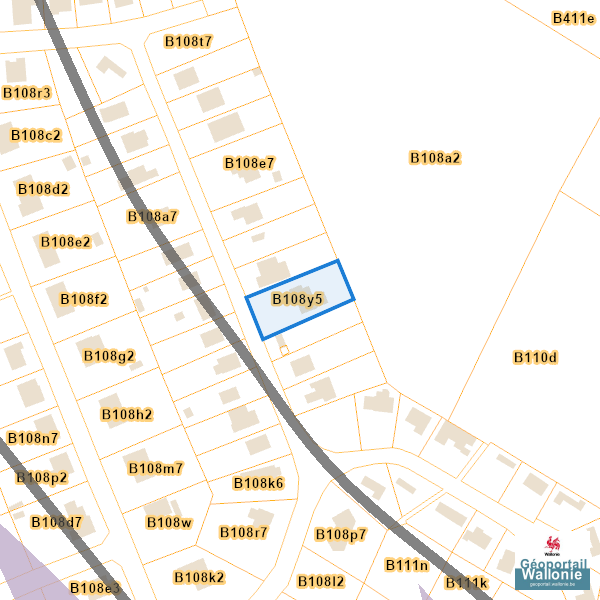 B411e
B108t7
B108r3
B108c2
B108e7
B108a2
B108d2
B108a7
B108e2
B108f2
B108y5
B108g2
B110d
B108h2
B108n7
B108m7
B108p2
B108k6
B108d7
B108w
B108r7
B108p7
B111n
B108e3
B108k2
B108l2
B111k
Wallonie
Géoportail
Wallonie
geoportail.wallonie.be